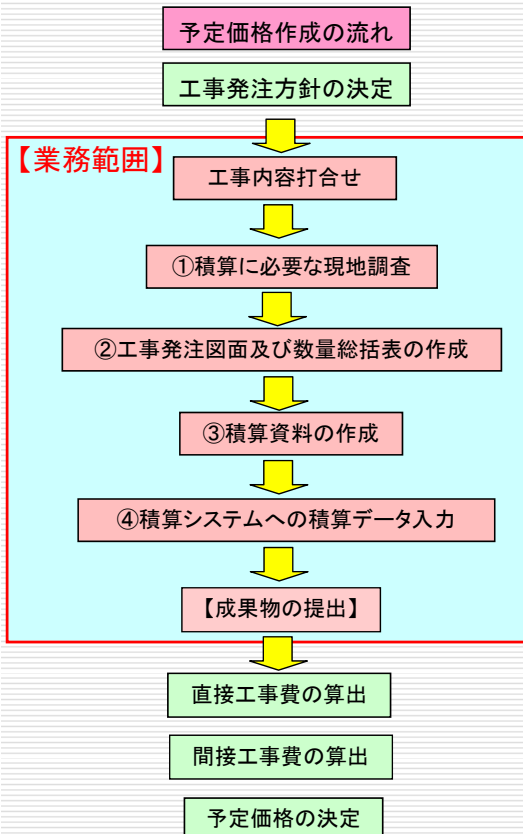 予定価格作成の流れ
工事発注方針の決定
【業務範囲】
工事内容打合せ
①積算に必要な現地調査
②工事発注図面及び数量総括表の作成
③積算資料の作成
④積算システムへの積算データ入力
【成果物の提出】
直接工事費の算出
間接工事費の算出
予定価格の決定